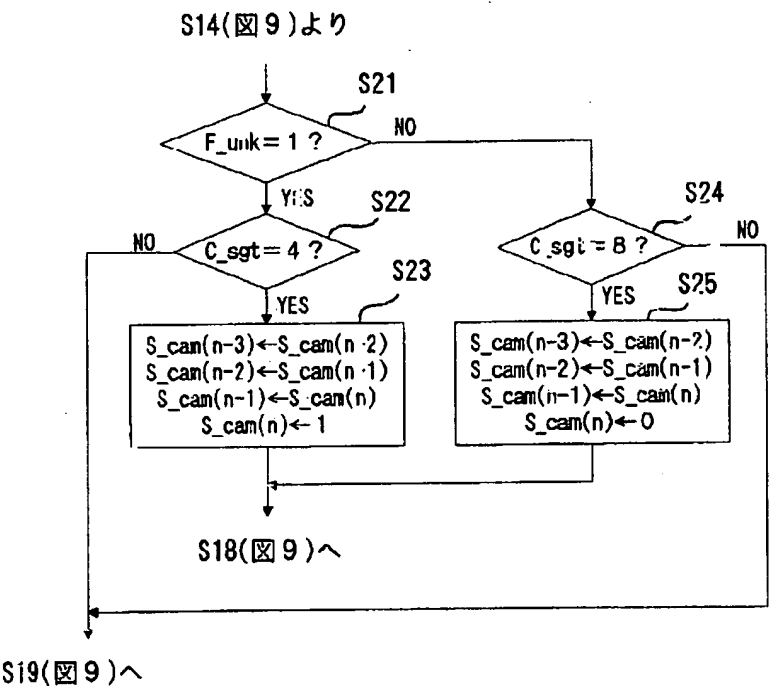 S14(図9)より
S21
F_unk=1?
NO
YES
S22
C_sgt=4?
NO
YES
S23
S_cam(n-3)←S_cam(n-2)
S_cam(n-2)←S_cam(n-1)
S_cam(n-1)←S_cam(n)
S_cam(n)←1
S24
C_sgt=8?
NO
YES
S25
S_cam(n-3)←S_cam(n-2)
S_cam(n-2)←S_cam(n-1)
S_cam(n-1)←S_cam(n)
S_cam(n)←0
S18(図9)へ
S19(図9)へ